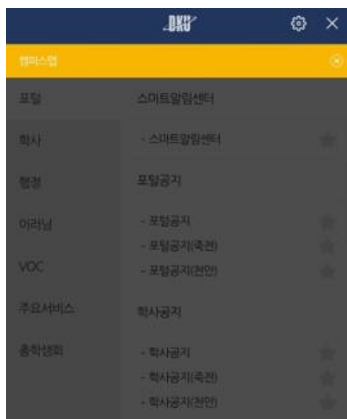 DKU
캠퍼스맵
포털
학사
행정
이러닝
VOC
주요서비스
총학생회
스마트알림센터
- 스마트알림센터
포털공지
- 포털공지
- 포털공지(죽전)
- 포털공지(천안)
학사공지
- 학사공지
- 학사공지(죽전)
- 학사공지(천안)